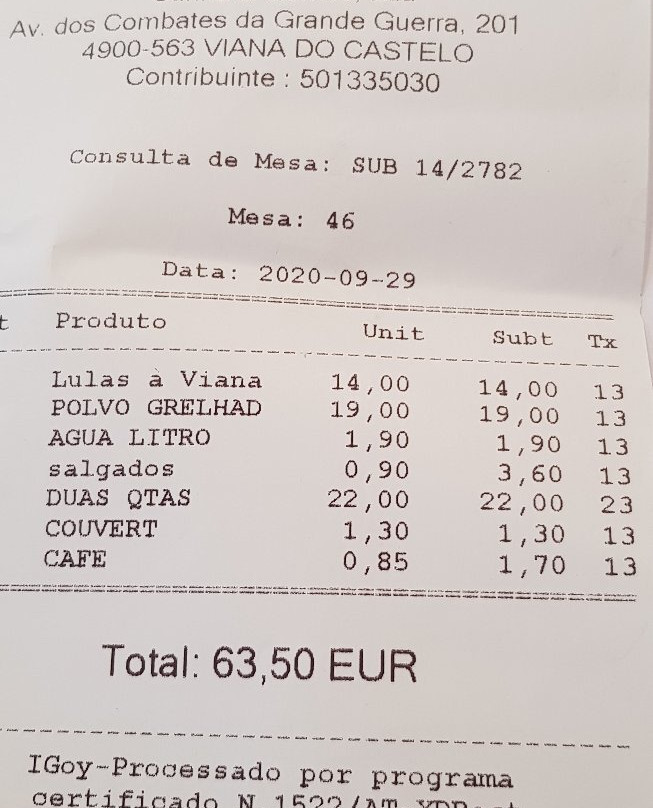 Av. dos Combates da Grande Guerra, 201
4900-563 VIANA DO CASTELO
Contribuinte : 501335030
Consulta de Mesa: SUB 14/2782
Mesa: 46
Data: 2020-09-29
t Produto Unit Subt Tx
Lulas à Viana 14,00 14,00 13
POLVO GRELHAD 19,00 19,00 13
AGUA LITRO 1,90 1,90 13
salgados 0,90 3,60 13
DUAS QTAS 22,00 22,00 23
COUVERT 1,30 1,30 13
CAFE 0,85 1,70 13
Total: 63,50 EUR
IGoy-Processado por programa
certificado N 1522/AM